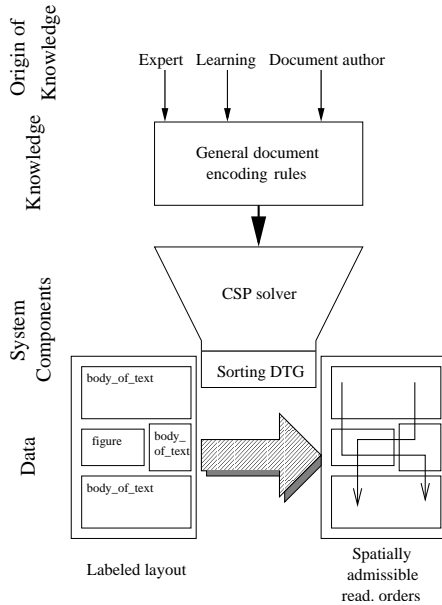 Origin of
Knowledge
Expert Learning Document author
Knowledge
General document
encoding rules
System
Components
CSP solver
Sorting DTG
Data
body_of_text
figure
body_
of_text
body_of_text
Labeled layout
Spatially
admissible
read. orders